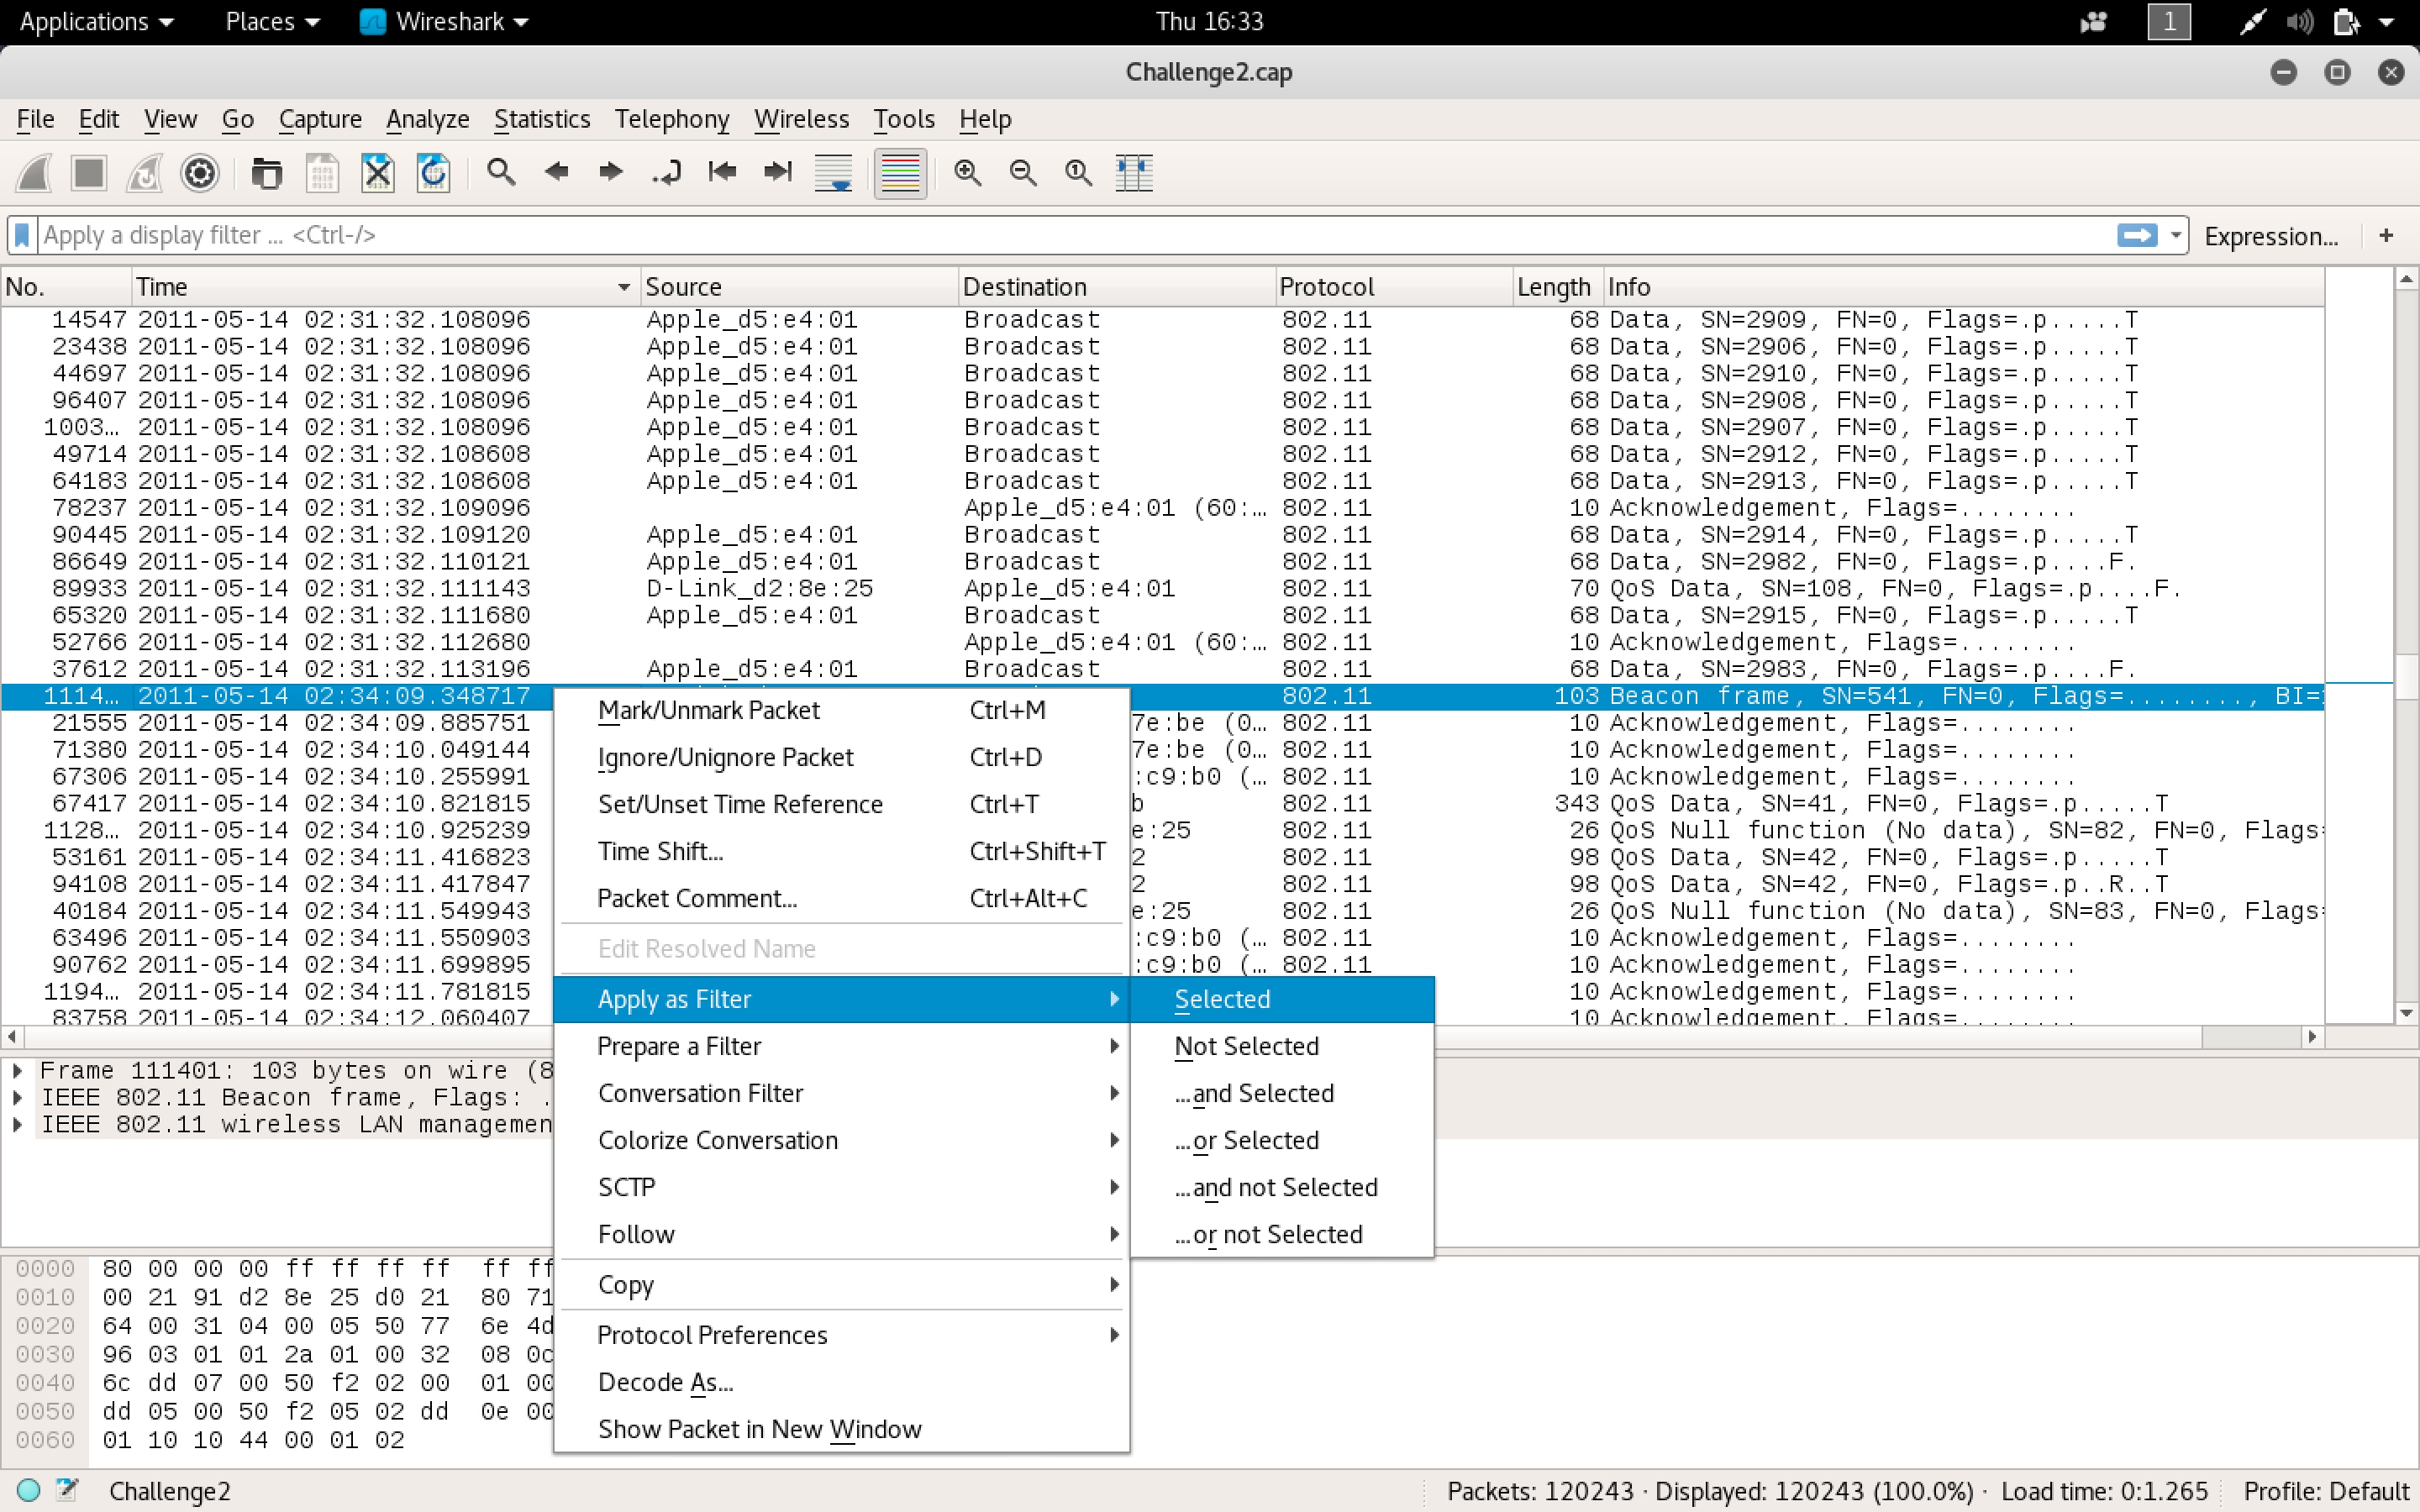 Applications Places Wireshark Thu 16:33 1
Challenge2.cap
File Edit View Go Capture Analyze Statistics Telephony Wireless Tools Help
Apply a display filter ... <Ctrl-/> Expression... +
No. Time Source Destination Protocol Length Info
14547 2011-05-14 02:31:32.108096 Apple_d5:e4:01 Broadcast 802.11 68 Data, SN=2909, FN=0, Flags=.p.....T
23438 2011-05-14 02:31:32.108096 Apple_d5:e4:01 Broadcast 802.11 68 Data, SN=2906, FN=0, Flags=.p.....T
44697 2011-05-14 02:31:32.108096 Apple_d5:e4:01 Broadcast 802.11 68 Data, SN=2910, FN=0, Flags=.p.....T
96407 2011-05-14 02:31:32.108096 Apple_d5:e4:01 Broadcast 802.11 68 Data, SN=2908, FN=0, Flags=.p.....T
1003… 2011-05-14 02:31:32.108096 Apple_d5:e4:01 Broadcast 802.11 68 Data, SN=2907, FN=0, Flags=.p.....T
49714 2011-05-14 02:31:32.108608 Apple_d5:e4:01 Broadcast 802.11 68 Data, SN=2912, FN=0, Flags=.p.....T
64183 2011-05-14 02:31:32.108608 Apple_d5:e4:01 Broadcast 802.11 68 Data, SN=2913, FN=0, Flags=.p.....T
78237 2011-05-14 02:31:32.109096 Apple_d5:e4:01 (60:… 802.11 10 Acknowledgement, Flags=........
90445 2011-05-14 02:31:32.109120 Apple_d5:e4:01 Broadcast 802.11 68 Data, SN=2914, FN=0, Flags=.p.....T
86649 2011-05-14 02:31:32.110121 Apple_d5:e4:01 Broadcast 802.11 68 Data, SN=2982, FN=0, Flags=.p....F.
89933 2011-05-14 02:31:32.111143 D-Link_d2:8e:25 Apple_d5:e4:01 802.11 70 QoS Data, SN=108, FN=0, Flags=.p....F.
65320 2011-05-14 02:31:32.111680 Apple_d5:e4:01 Broadcast 802.11 68 Data, SN=2915, FN=0, Flags=.p.....T
52766 2011-05-14 02:31:32.112680 Apple_d5:e4:01 (60:… 802.11 10 Acknowledgement, Flags=........
37612 2011-05-14 02:31:32.113196 Apple_d5:e4:01 Broadcast 802.11 68 Data, SN=2983, FN=0, Flags=.p....F.
1114… 2011-05-14 02:34:09.348717 802.11 103 Beacon frame, SN=541, FN=0, Flags=........, BI=
21555 2011-05-14 02:34:09.885751 7e:be (0… 802.11 10 Acknowledgement, Flags=........
71380 2011-05-14 02:34:10.049144 7e:be (0… 802.11 10 Acknowledgement, Flags=........
67306 2011-05-14 02:34:10.255991 :c9:b0 (… 802.11 10 Acknowledgement, Flags=........
67417 2011-05-14 02:34:10.821815 b 802.11 343 QoS Data, SN=41, FN=0, Flags=.p.....T
1128… 2011-05-14 02:34:10.925239 e:25 802.11 26 QoS Null function (No data), SN=82, FN=0, Flags
53161 2011-05-14 02:34:11.416823 2 802.11 98 QoS Data, SN=42, FN=0, Flags=.p.....T
94108 2011-05-14 02:34:11.417847 2 802.11 98 QoS Data, SN=42, FN=0, Flags=.p..R..T
40184 2011-05-14 02:34:11.549943 e:25 802.11 26 QoS Null function (No data), SN=83, FN=0, Flags
63496 2011-05-14 02:34:11.550903 :c9:b0 (… 802.11 10 Acknowledgement, Flags=........
90762 2011-05-14 02:34:11.699895 :c9:b0 (… 802.11 10 Acknowledgement, Flags=........
1194… 2011-05-14 02:34:11.781815 10 Acknowledgement, Flags=........
83758 2011-05-14 02:34:12.060407 10 Acknowledgement, Flags=........
Mark/Unmark Packet Ctrl+M
Ignore/Unignore Packet Ctrl+D
Set/Unset Time Reference Ctrl+T
Time Shift... Ctrl+Shift+T
Packet Comment... Ctrl+Alt+C
Edit Resolved Name
Apply as Filter
Prepare a Filter
Conversation Filter
Colorize Conversation
SCTP
Follow
Copy
Protocol Preferences
Decode As...
Show Packet in New Window
Selected
Not Selected
...and Selected
...or Selected
...and not Selected
...or not Selected
Frame 111401: 103 bytes on wire (8
IEEE 802.11 Beacon frame, Flags: .
IEEE 802.11 wireless LAN managemen
0000 80 00 00 00 ff ff ff ff ff ff
0010 00 21 91 d2 8e 25 d0 21 80 71
0020 64 00 31 04 00 05 50 77 6e 4d
0030 96 03 01 01 2a 01 00 32 08 0c
0040 6c dd 07 00 50 f2 02 00 01 00
0050 dd 05 00 50 f2 05 02 dd 0e 00
0060 01 10 10 44 00 01 02
Challenge2 Packets: 120243 · Displayed: 120243 (100.0%) · Load time: 0:1.265 Profile: Default